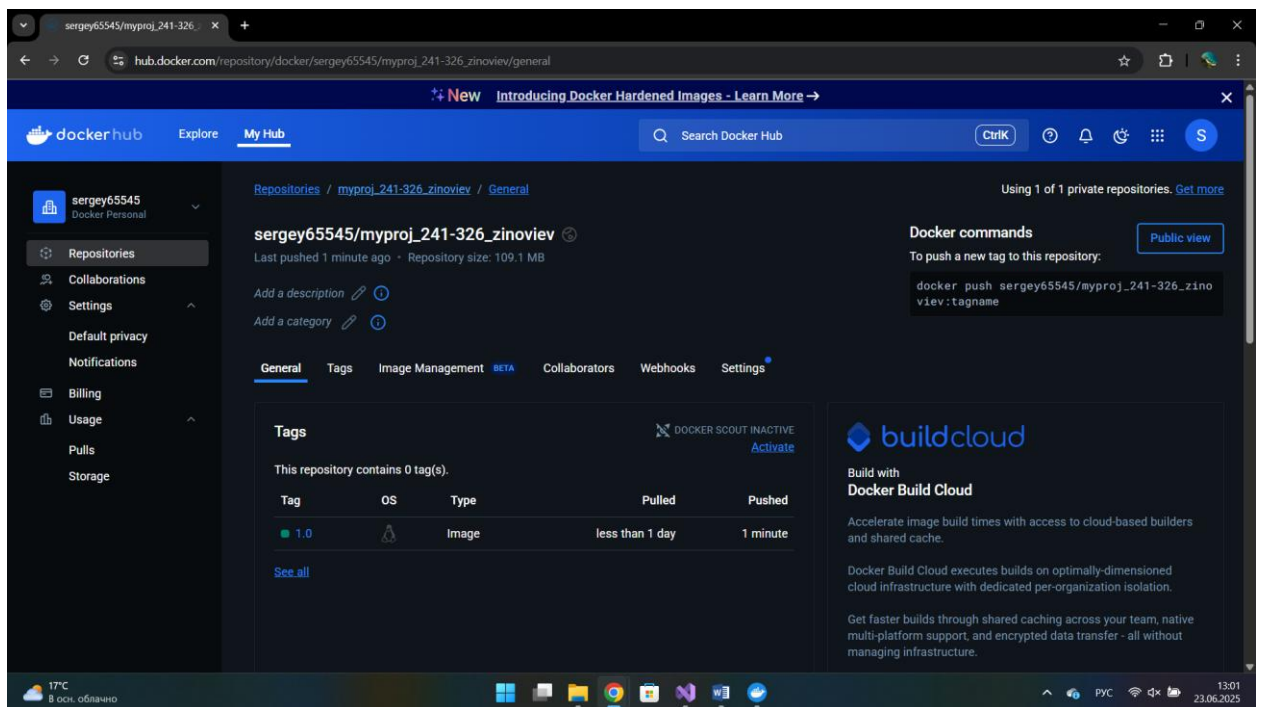 sergey65545/myproj_241-326_
hub.docker.com/repository/docker/sergey65545/myproj_241-326_zinoviev/general
New Introducing Docker Hardened Images - Learn More →
dockerhub Explore My Hub Search Docker Hub CtrlK S
sergey65545
Docker Personal
Repositories
Collaborations
Settings
Default privacy
Notifications
Billing
Usage
Pulls
Storage
Repositories / myproj_241-326_zinoviev / General
Using 1 of 1 private repositories. Get more
sergey65545/myproj_241-326_zinoviev
Last pushed 1 minute ago • Repository size: 109.1 MB
Add a description
Add a category
Docker commands
Public view
To push a new tag to this repository:
docker push sergey65545/myproj_241-326_zino
viev:tagname
General Tags Image Management BETA Collaborators Webhooks Settings
Tags
DOCKER SCOUT INACTIVE
Activate
This repository contains 0 tag(s).
Tag OS Type Pulled Pushed
1.0 Image less than 1 day 1 minute
See all
buildcloud
Build with
Docker Build Cloud
Accelerate image build times with access to cloud-based builders
and shared cache.
Docker Build Cloud executes builds on optimally-dimensioned
cloud infrastructure with dedicated per-organization isolation.
Get faster builds through shared caching across your team, native
multi-platform support, and encrypted data transfer - all without
managing infrastructure.
17°C
В осн. облачно
РУС
13:01
23.06.2025